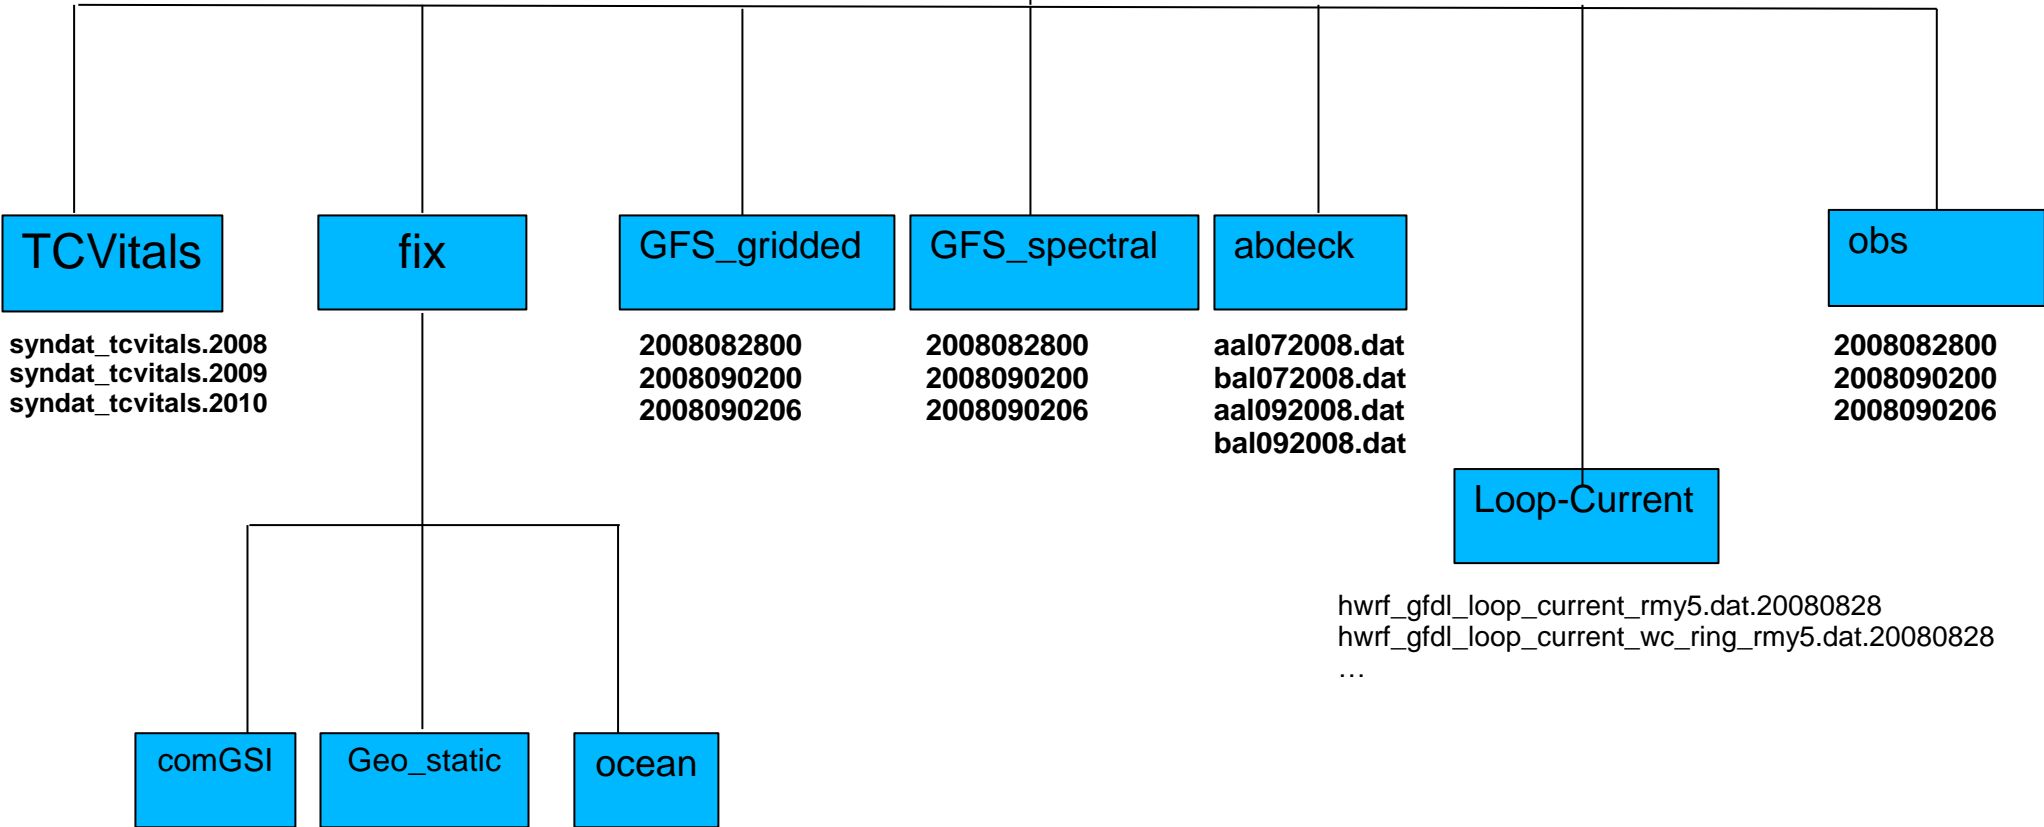 TCVitals
fix
GFS_gridded
GFS_spectral
abdeck
obs
syndat_tcvitals.2008
syndat_tcvitals.2009
syndat_tcvitals.2010
2008082800
2008090200
2008090206
2008082800
2008090200
2008090206
aal072008.dat
bal072008.dat
aal092008.dat
bal092008.dat
2008082800
2008090200
2008090206
Loop-Current
hwrf_gfdl_loop_current_rmy5.dat.20080828
hwrf_gfdl_loop_current_wc_ring_rmy5.dat.20080828
…
comGSI
Geo_static
ocean